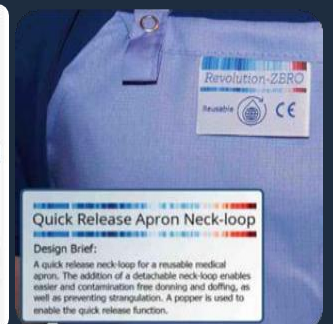 Revolution-ZERO
Reusable
CE
Quick Release Apron Neck-loop
Design Brief:
A quick release neck-loop for a reusable medical
apron. The addition of a detachable neck-loop enables
easier and contamination free donning and doffing, as
well as preventing strangulation. A popper is used to
enable the quick release function.